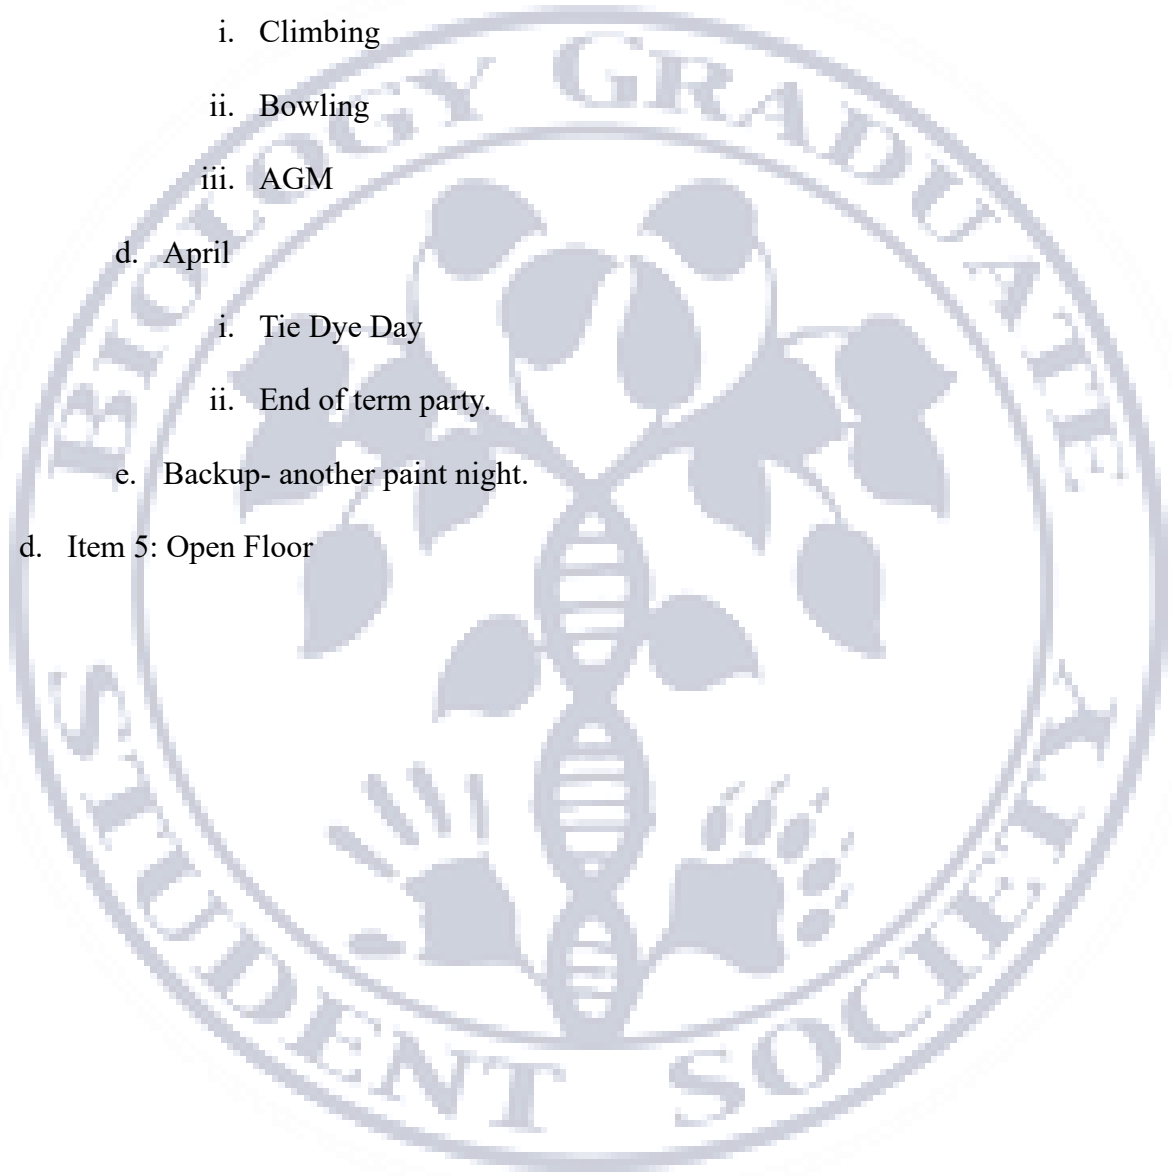 i. Climbing
ii. Bowling
iii. AGM
d. April
i. Tie Dye Day
ii. End of term party.
e. Backup- another paint night.
d. Item 5: Open Floor
BIOLOGY GRADUATE
STUDENT SOCIETY